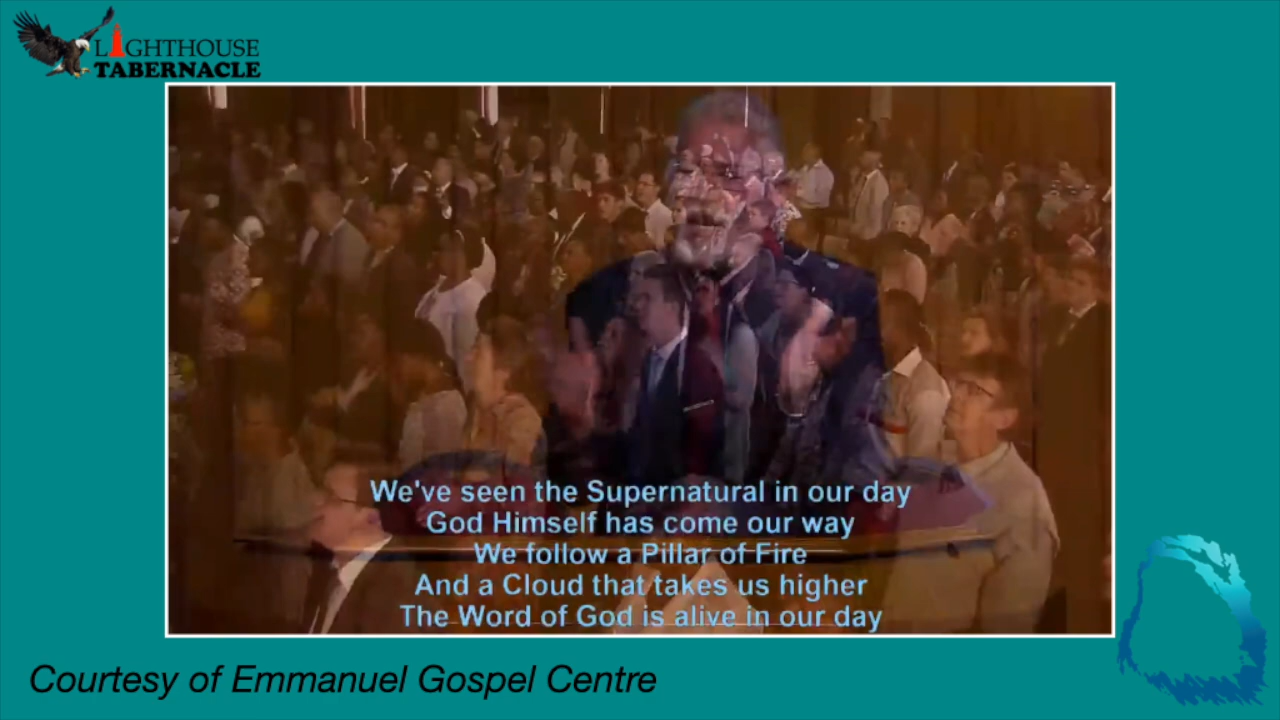 LIGHTHOUSE
TABERNACLE
We've seen the Supernatural in our day
God Himself has come our way
We follow a Pillar of Fire
And a Cloud that takes us higher
The Word of God is alive in our day
Courtesy of Emmanuel Gospel Centre